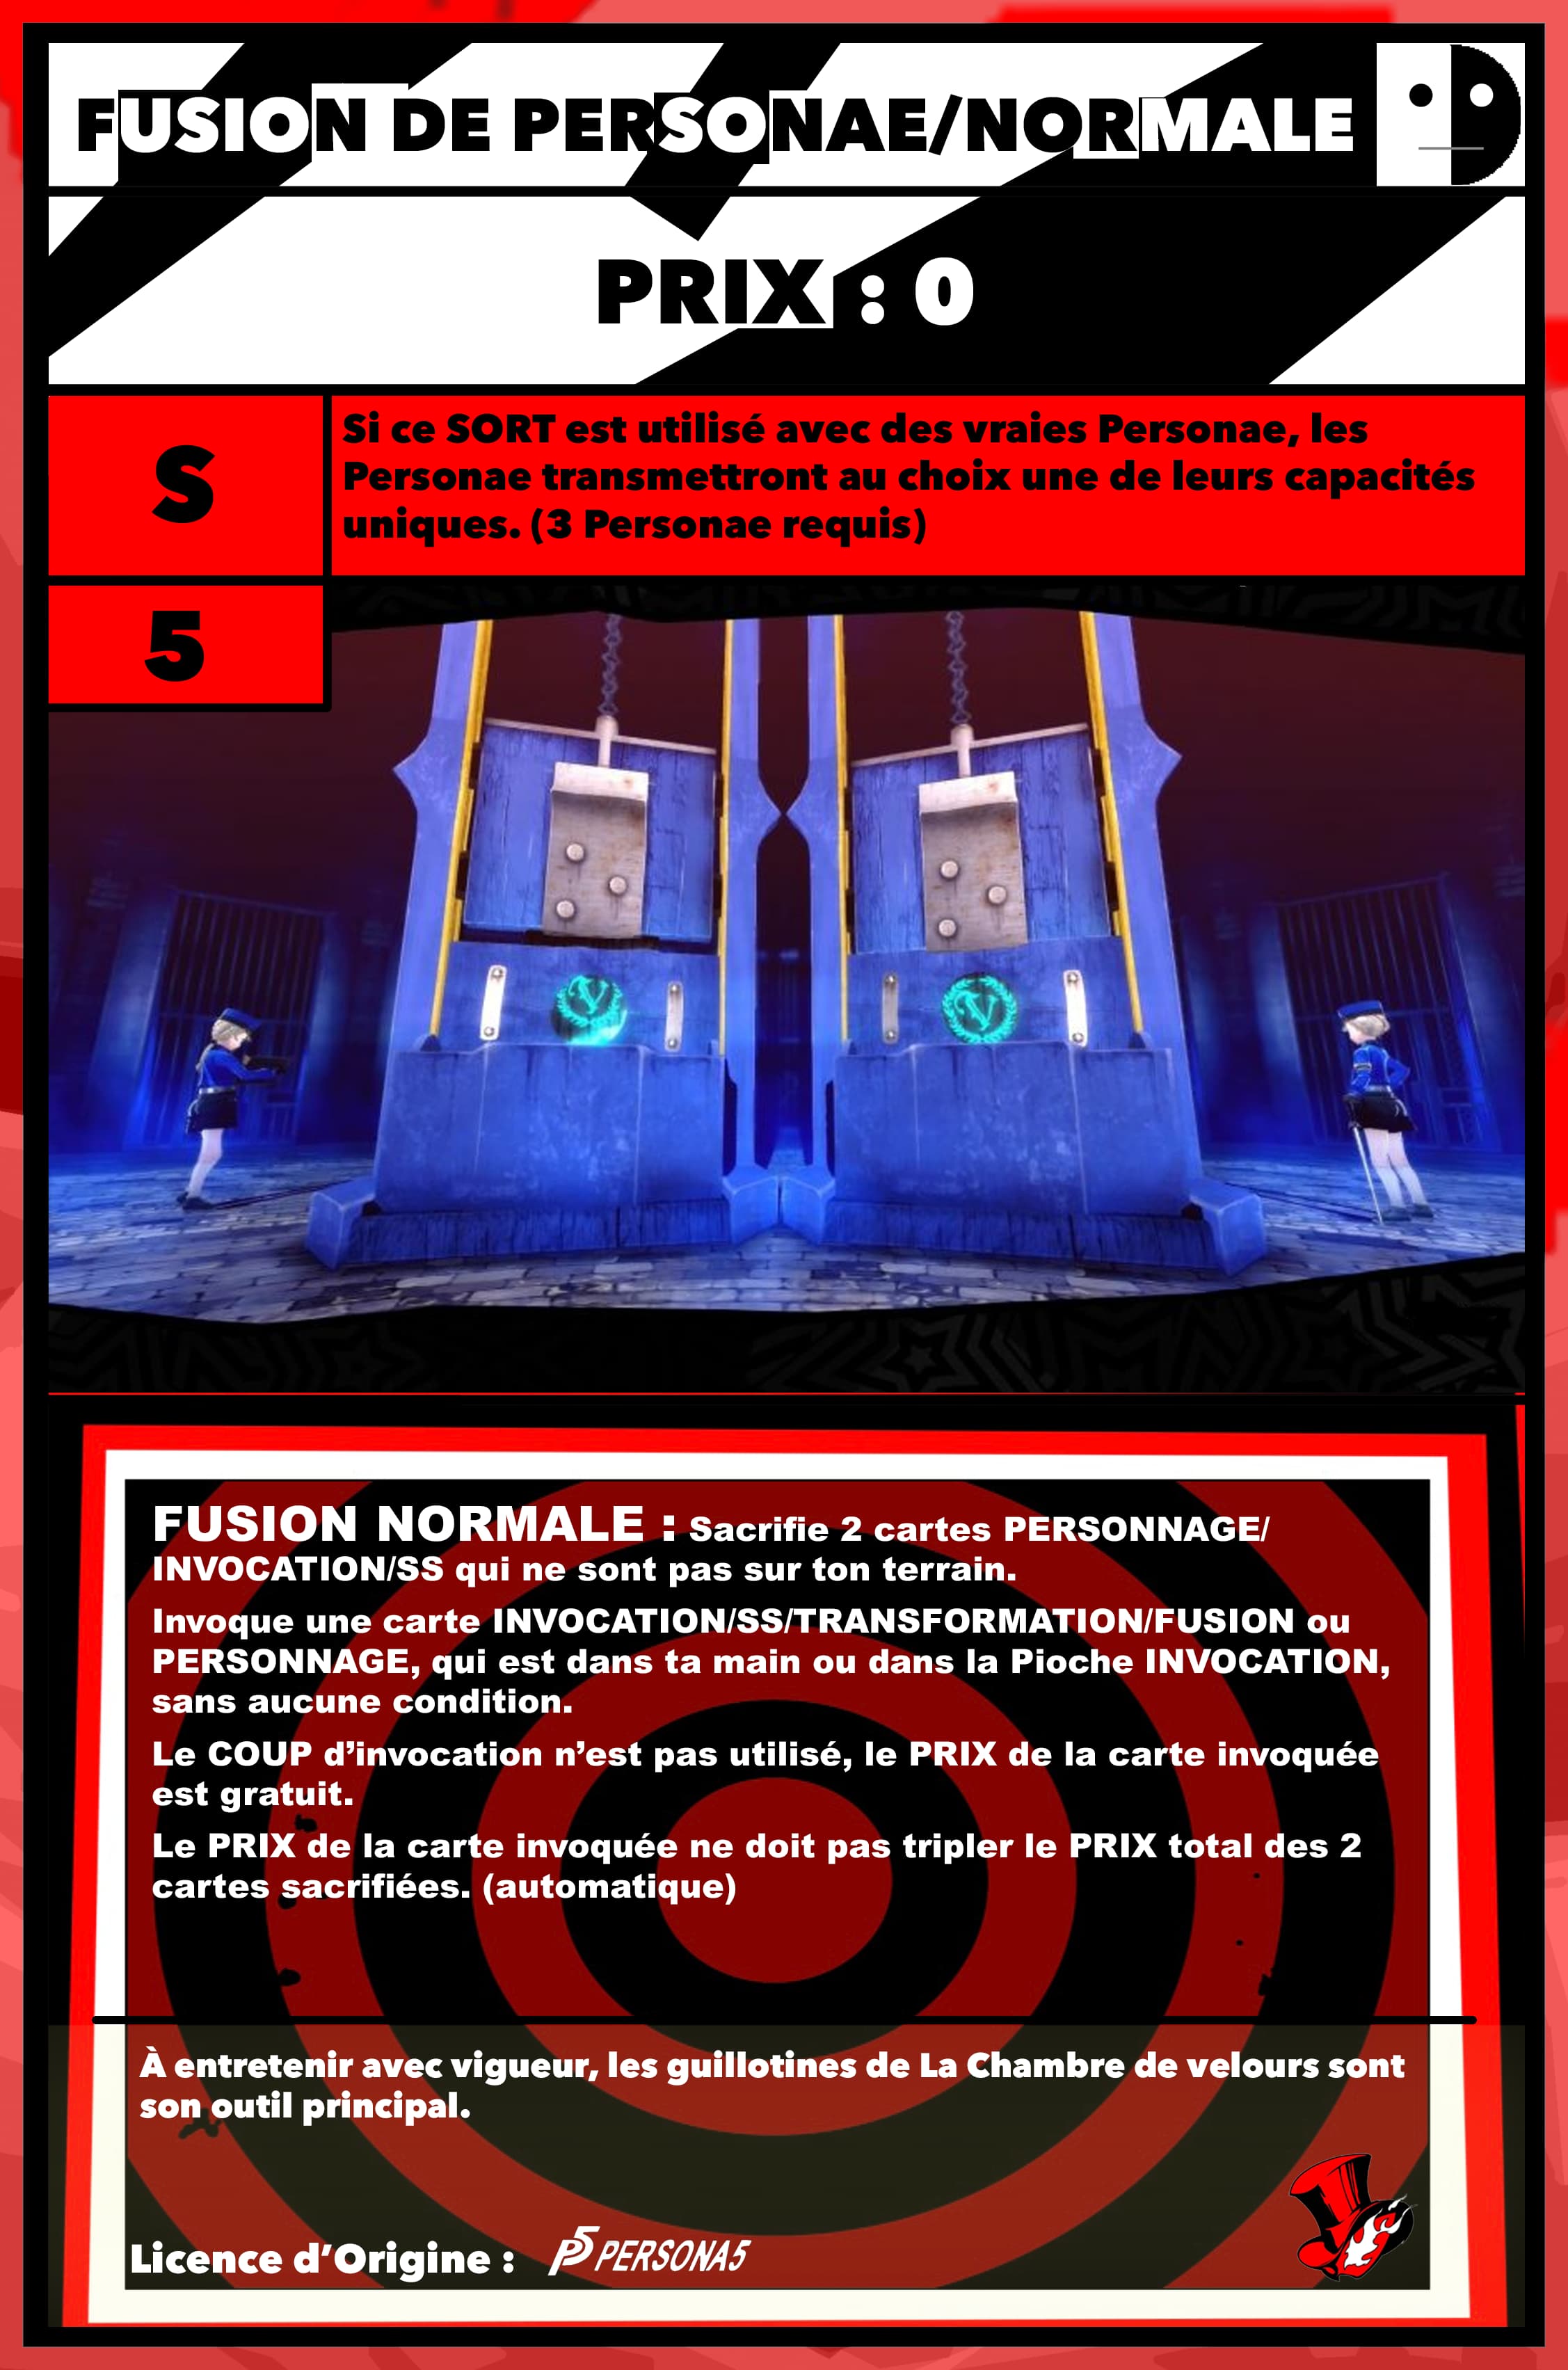 FUSION DE PERSONAE/NORMALE
PRIX : 0
S
Si ce SORT est utilisé avec des vraies Personae, les
Personae transmettront au choix une de leurs capacités
uniques. (3 Personae requis)
5
V
V
FUSION NORMALE : Sacrifie 2 cartes PERSONNAGE/
INVOCATION/SS qui ne sont pas sur ton terrain.
Invoque une carte INVOCATION/SS/TRANSFORMATION/FUSION ou
PERSONNAGE, qui est dans ta main ou dans la Pioche INVOCATION,
sans aucune condition.
Le COUP d’invocation n’est pas utilisé, le PRIX de la carte invoquée
est gratuit.
Le PRIX de la carte invoquée ne doit pas tripler le PRIX total des 2
cartes sacrifiées. (automatique)
À entretenir avec vigueur, les guillotines de La Chambre de velours sont
son outil principal.
Licence d’Origine : P5 PERSONA5